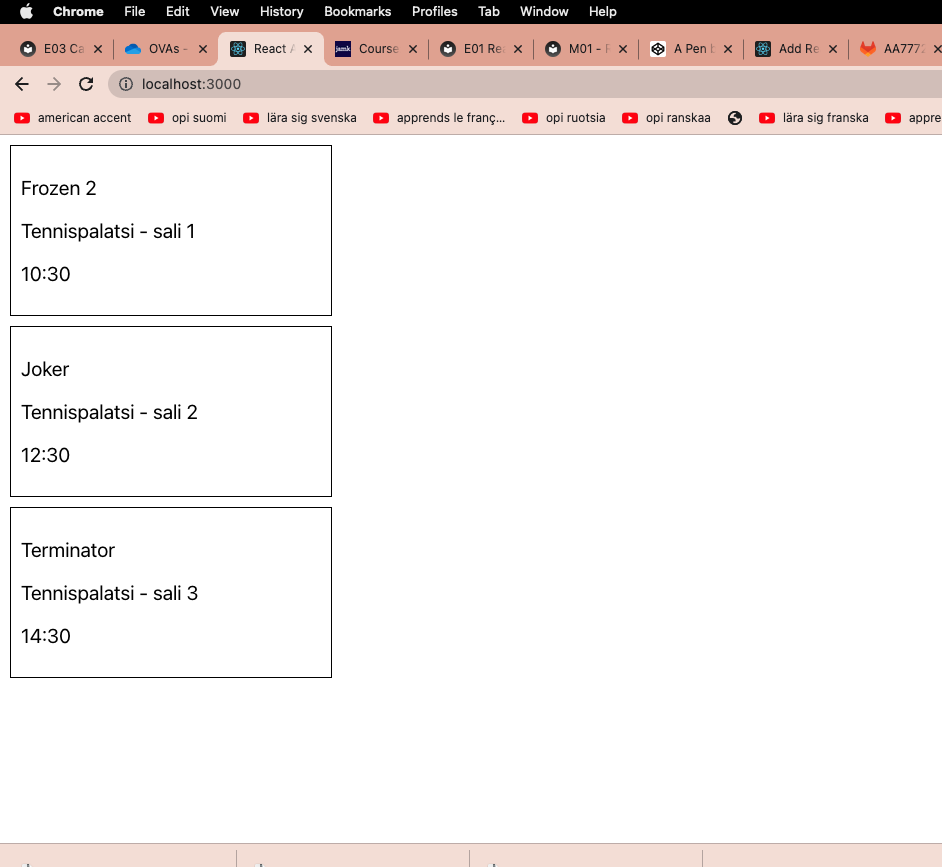 Chrome File Edit View History Bookmarks Profiles Tab Window Help
E03 Ca OVAs - React A jamk Course E01 Re M01 - F A Pen b Add Re AA7772
localhost:3000
american accent opi suomi lära sig svenska apprends le franç... opi ruotsia opi ranskaa lära sig franska appre
Frozen 2
Tennispalatsi - sali 1
10:30
Joker
Tennispalatsi - sali 2
12:30
Terminator
Tennispalatsi - sali 3
14:30